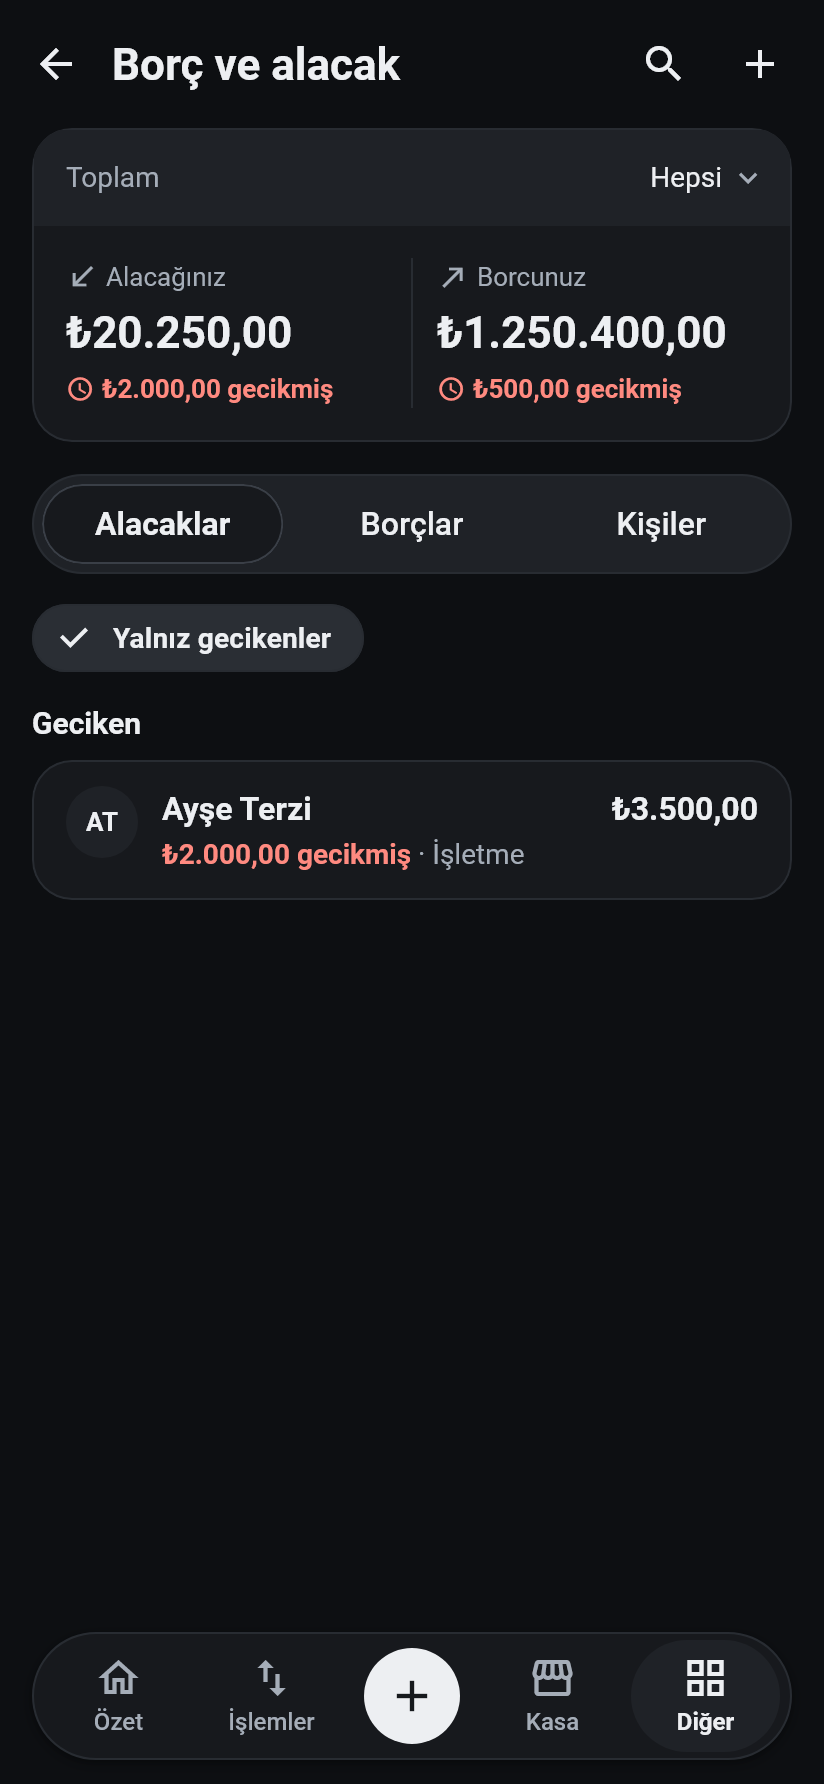 Borç ve alacak
Toplam
Hepsi
Alacağınız
₺20.250,00
₺2.000,00 gecikmiş
Borcunuz
₺1.250.400,00
₺500,00 gecikmiş
Alacaklar
Borçlar
Kişiler
Yalnız gecikenler
Geciken
AT
Ayşe Terzi
₺3.500,00
₺2.000,00 gecikmiş · İşletme
Özet
İşlemler
Kasa
Diğer